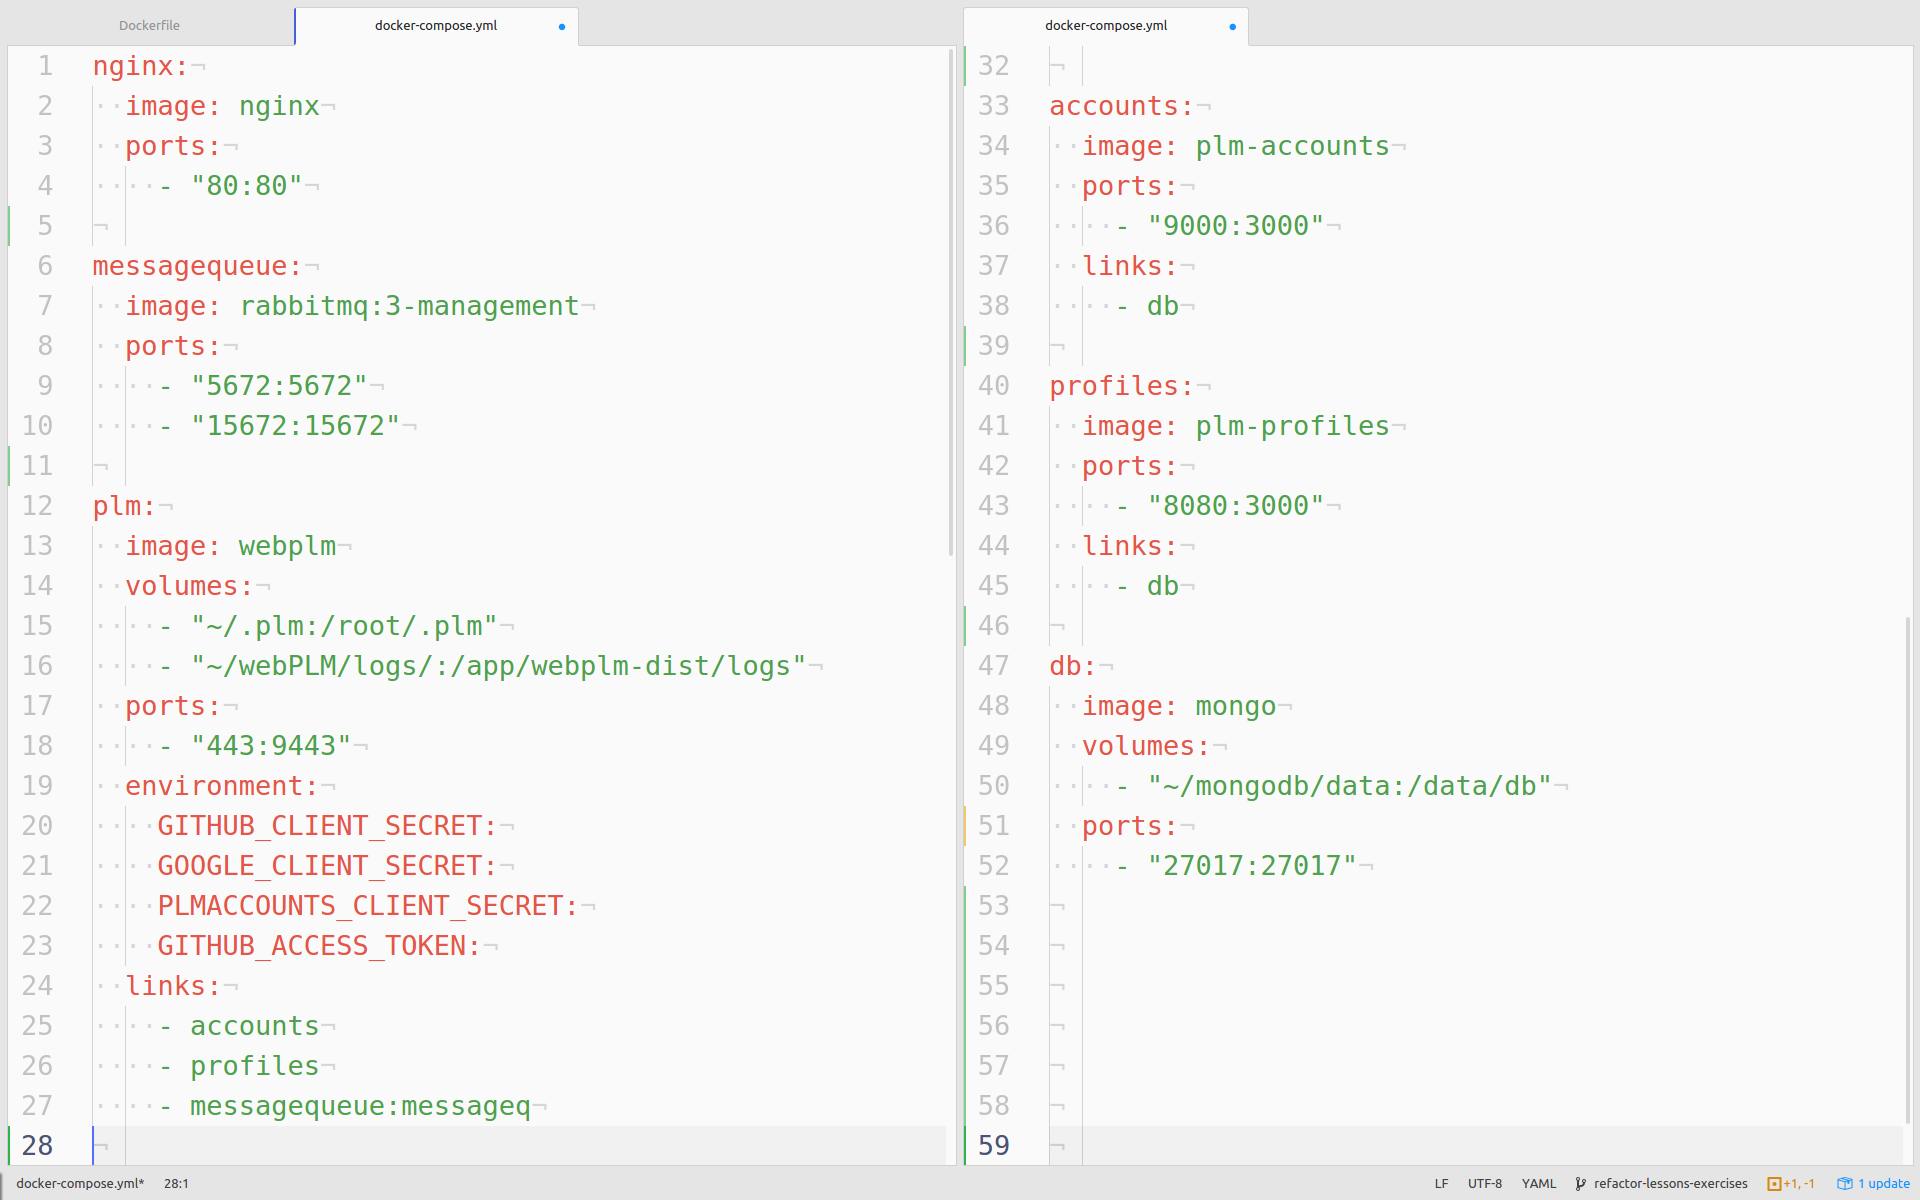 Dockerfile
docker-compose.yml
docker-compose.yml
1 nginx:¬
2 ··image: nginx¬
3 ··ports:¬
4 ····- "80:80"¬
5 ¬
6 messagequeue:¬
7 ··image: rabbitmq:3-management¬
8 ··ports:¬
9 ····- "5672:5672"¬
10 ····- "15672:15672"¬
11 ¬
12 plm:¬
13 ··image: webplm¬
14 ··volumes:¬
15 ····- "~/.plm:/root/.plm"¬
16 ····- "~/webPLM/logs/:/app/webplm-dist/logs"¬
17 ··ports:¬
18 ····- "443:9443"¬
19 ··environment:¬
20 ····GITHUB_CLIENT_SECRET:¬
21 ····GOOGLE_CLIENT_SECRET:¬
22 ····PLMACCOUNTS_CLIENT_SECRET:¬
23 ····GITHUB_ACCESS_TOKEN:¬
24 ··links:¬
25 ····- accounts¬
26 ····- profiles¬
27 ····- messagequeue:messageq¬
28 ¬
32 ¬
33 accounts:¬
34 ··image: plm-accounts¬
35 ··ports:¬
36 ····- "9000:3000"¬
37 ··links:¬
38 ····- db¬
39 ¬
40 profiles:¬
41 ··image: plm-profiles¬
42 ··ports:¬
43 ····- "8080:3000"¬
44 ··links:¬
45 ····- db¬
46 ¬
47 db:¬
48 ··image: mongo¬
49 ··volumes:¬
50 ····- "~/mongodb/data:/data/db"¬
51 ··ports:¬
52 ····- "27017:27017"¬
53 ¬
54 ¬
55 ¬
56 ¬
57 ¬
58 ¬
59 ¬
docker-compose.yml* 28:1 LF UTF-8 YAML refactor-lessons-exercises +1, -1 1 update